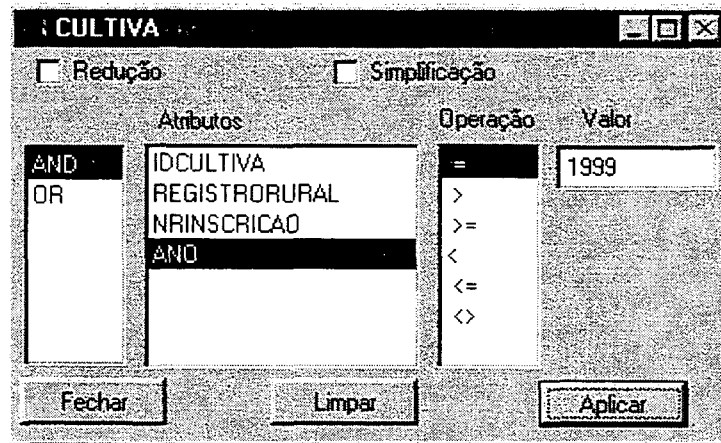 CULTIVA
Redução Simplificação
Atributos Operação Valor
AND IDCULTIVA = 1999
OR REGISTRORURAL >
NRINSCRICAO >=
ANO <
<=
<>
Fechar Limpar Aplicar